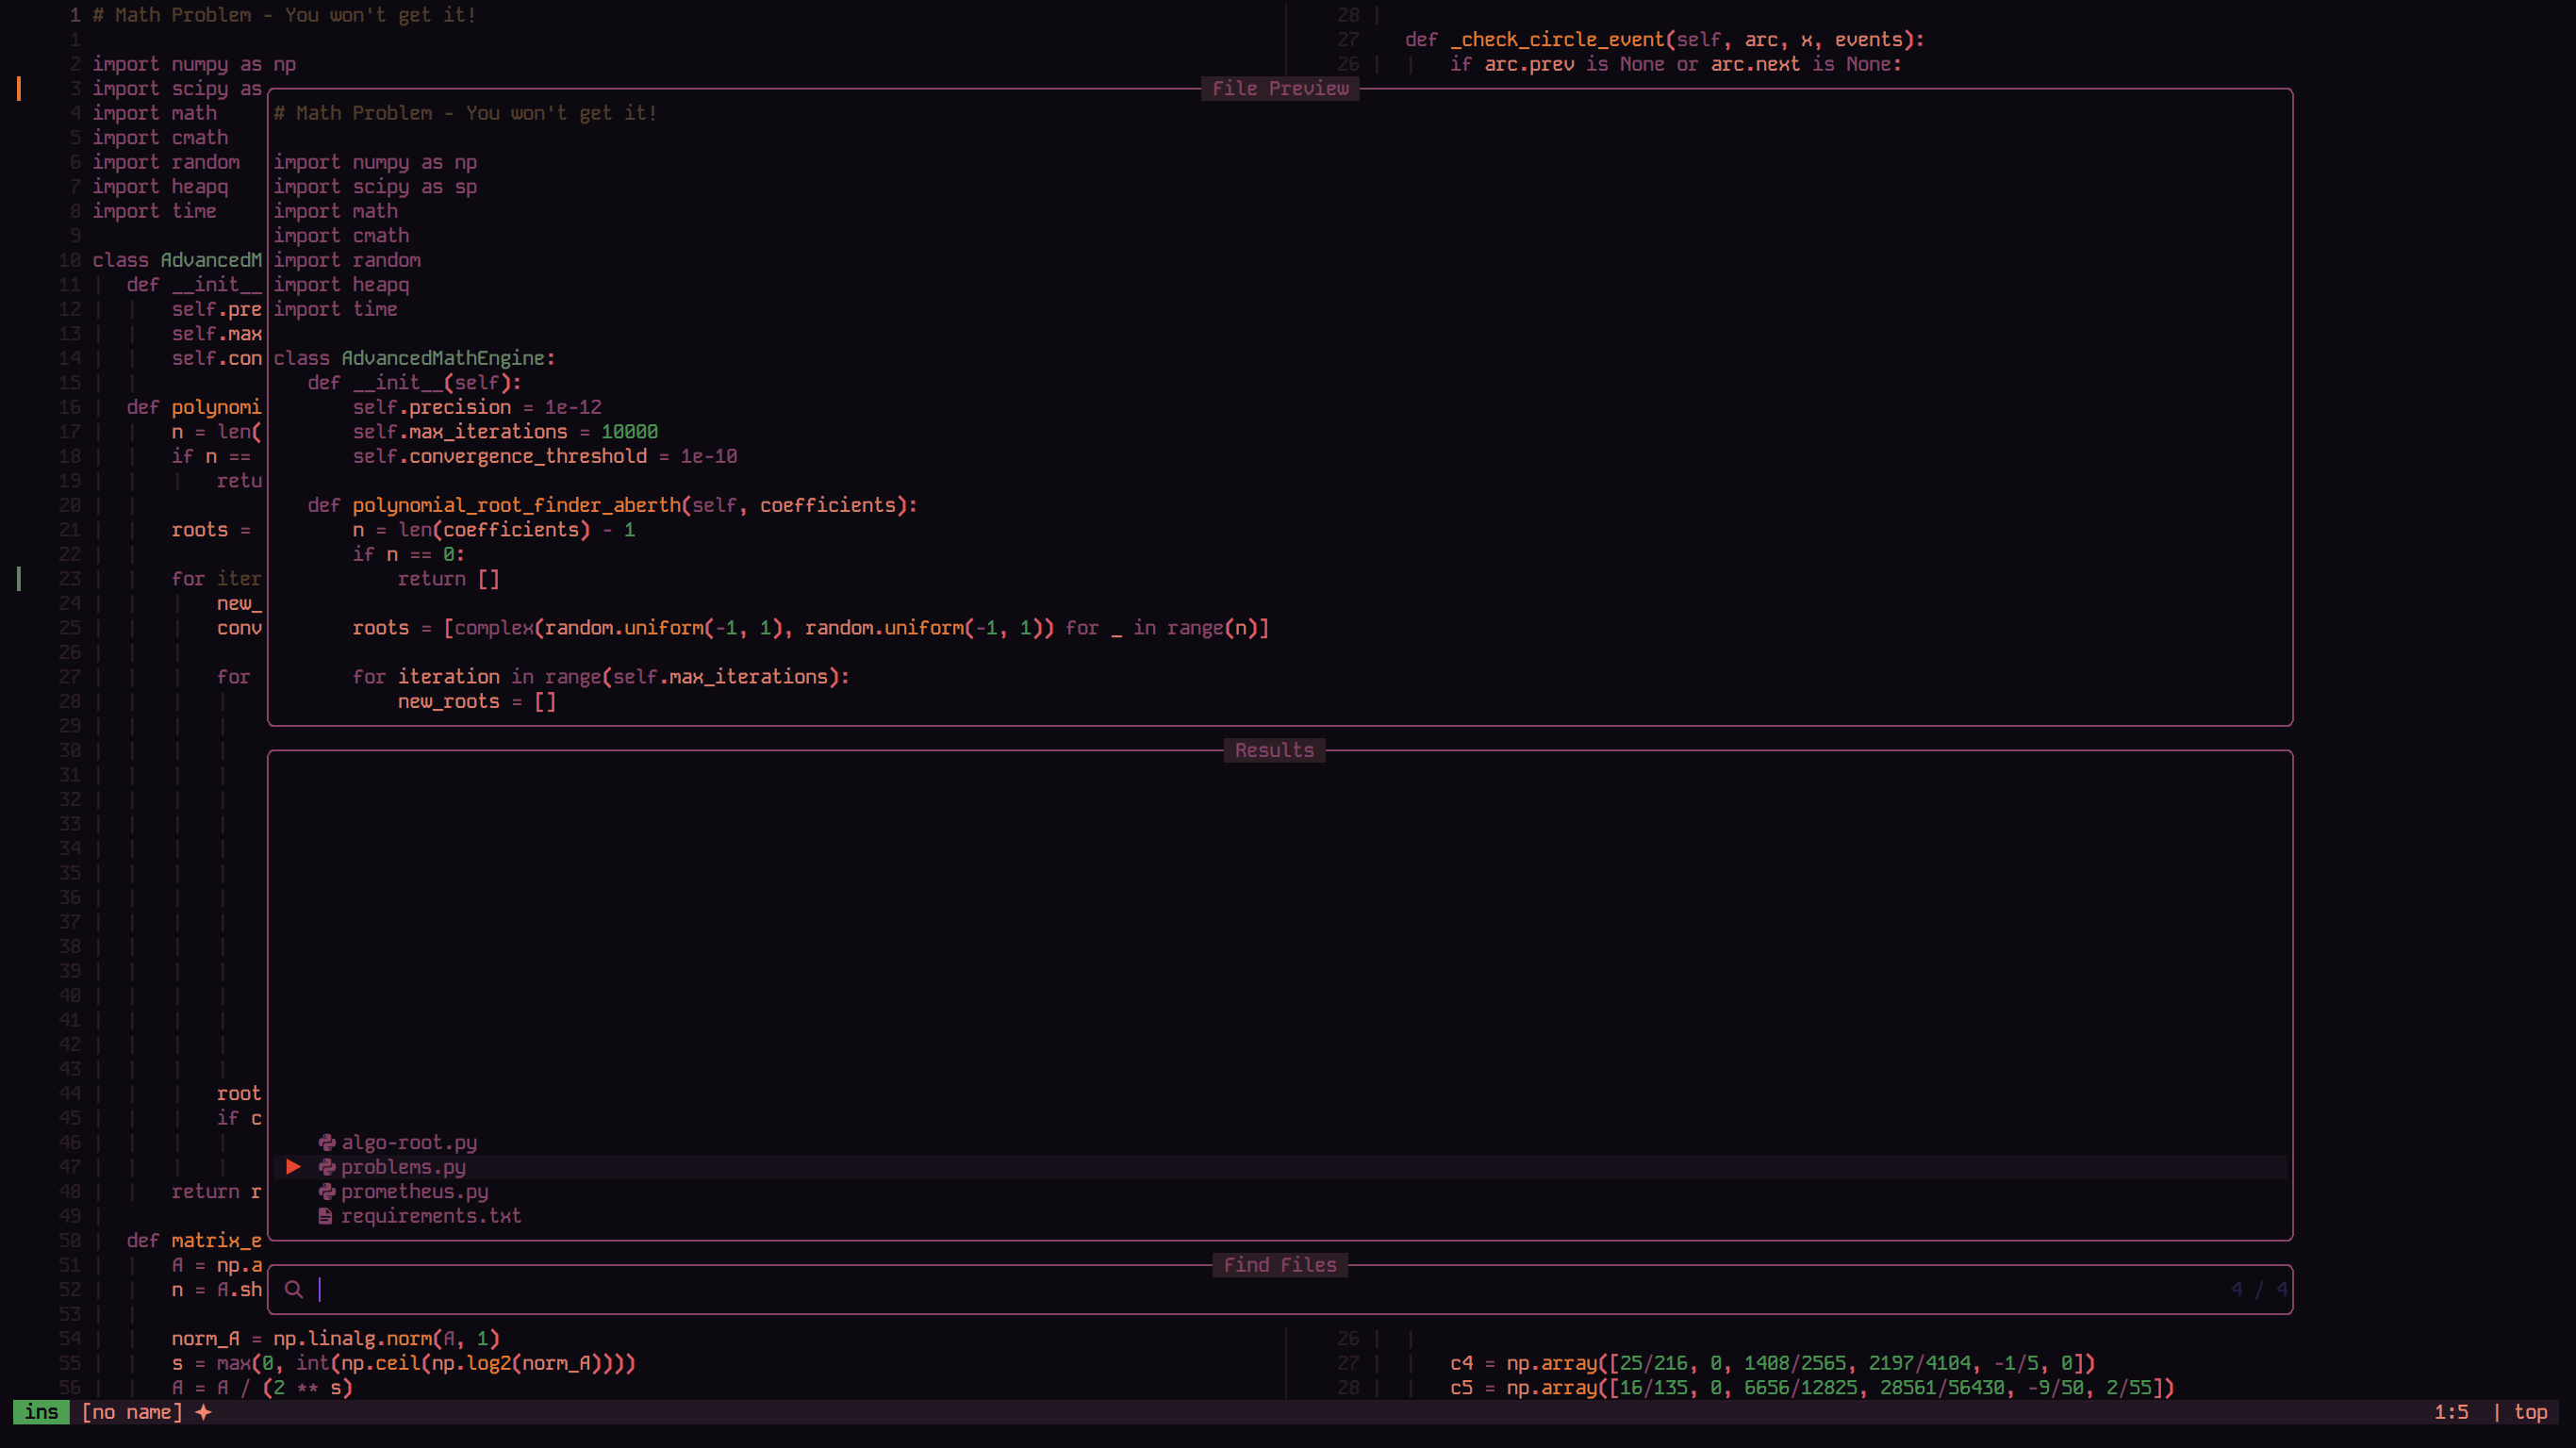 1 # Math Problem - You won't get it!
1
2 import numpy as np
3 import scipy as
4 import math
5 import cmath
6 import random
7 import heapq
8 import time
9
10 class AdvancedM
11 def __init__
12 self.pre
13 self.max
14 self.con
15
16 def polynomi
17 n = len(
18 if n ==
19 retu
20
21 roots =
22
23 for iter
24 new_
25 conv
26
27 for
28
29
30
31
32
33
34
35
36
37
38
39
40
41
42
43
44 root
45 if c
46
47
48 return r
49
50 def matrix_e
51 A = np.a
52 n = A.sh
53
54 norm_A = np.linalg.norm(A, 1)
55 s = max(0, int(np.ceil(np.log2(norm_A))))
56 A = A / (2 ** s)
28
27 def _check_circle_event(self, arc, x, events):
26 if arc.prev is None or arc.next is None:
File Preview
# Math Problem - You won't get it!
import numpy as np
import scipy as sp
import math
import cmath
import random
import heapq
import time
class AdvancedMathEngine:
def __init__(self):
self.precision = 1e-12
self.max_iterations = 10000
self.convergence_threshold = 1e-10
def polynomial_root_finder_aberth(self, coefficients):
n = len(coefficients) - 1
if n == 0:
return []
roots = [complex(random.uniform(-1, 1), random.uniform(-1, 1)) for _ in range(n)]
for iteration in range(self.max_iterations):
new_roots = []
Results
algo-root.py
problems.py
prometheus.py
requirements.txt
Find Files
4 / 4
26
27 c4 = np.array([25/216, 0, 1408/2565, 2197/4104, -1/5, 0])
28 c5 = np.array([16/135, 0, 6656/12825, 28561/56430, -9/50, 2/55])
ins [no name] ✦
1:5 | top